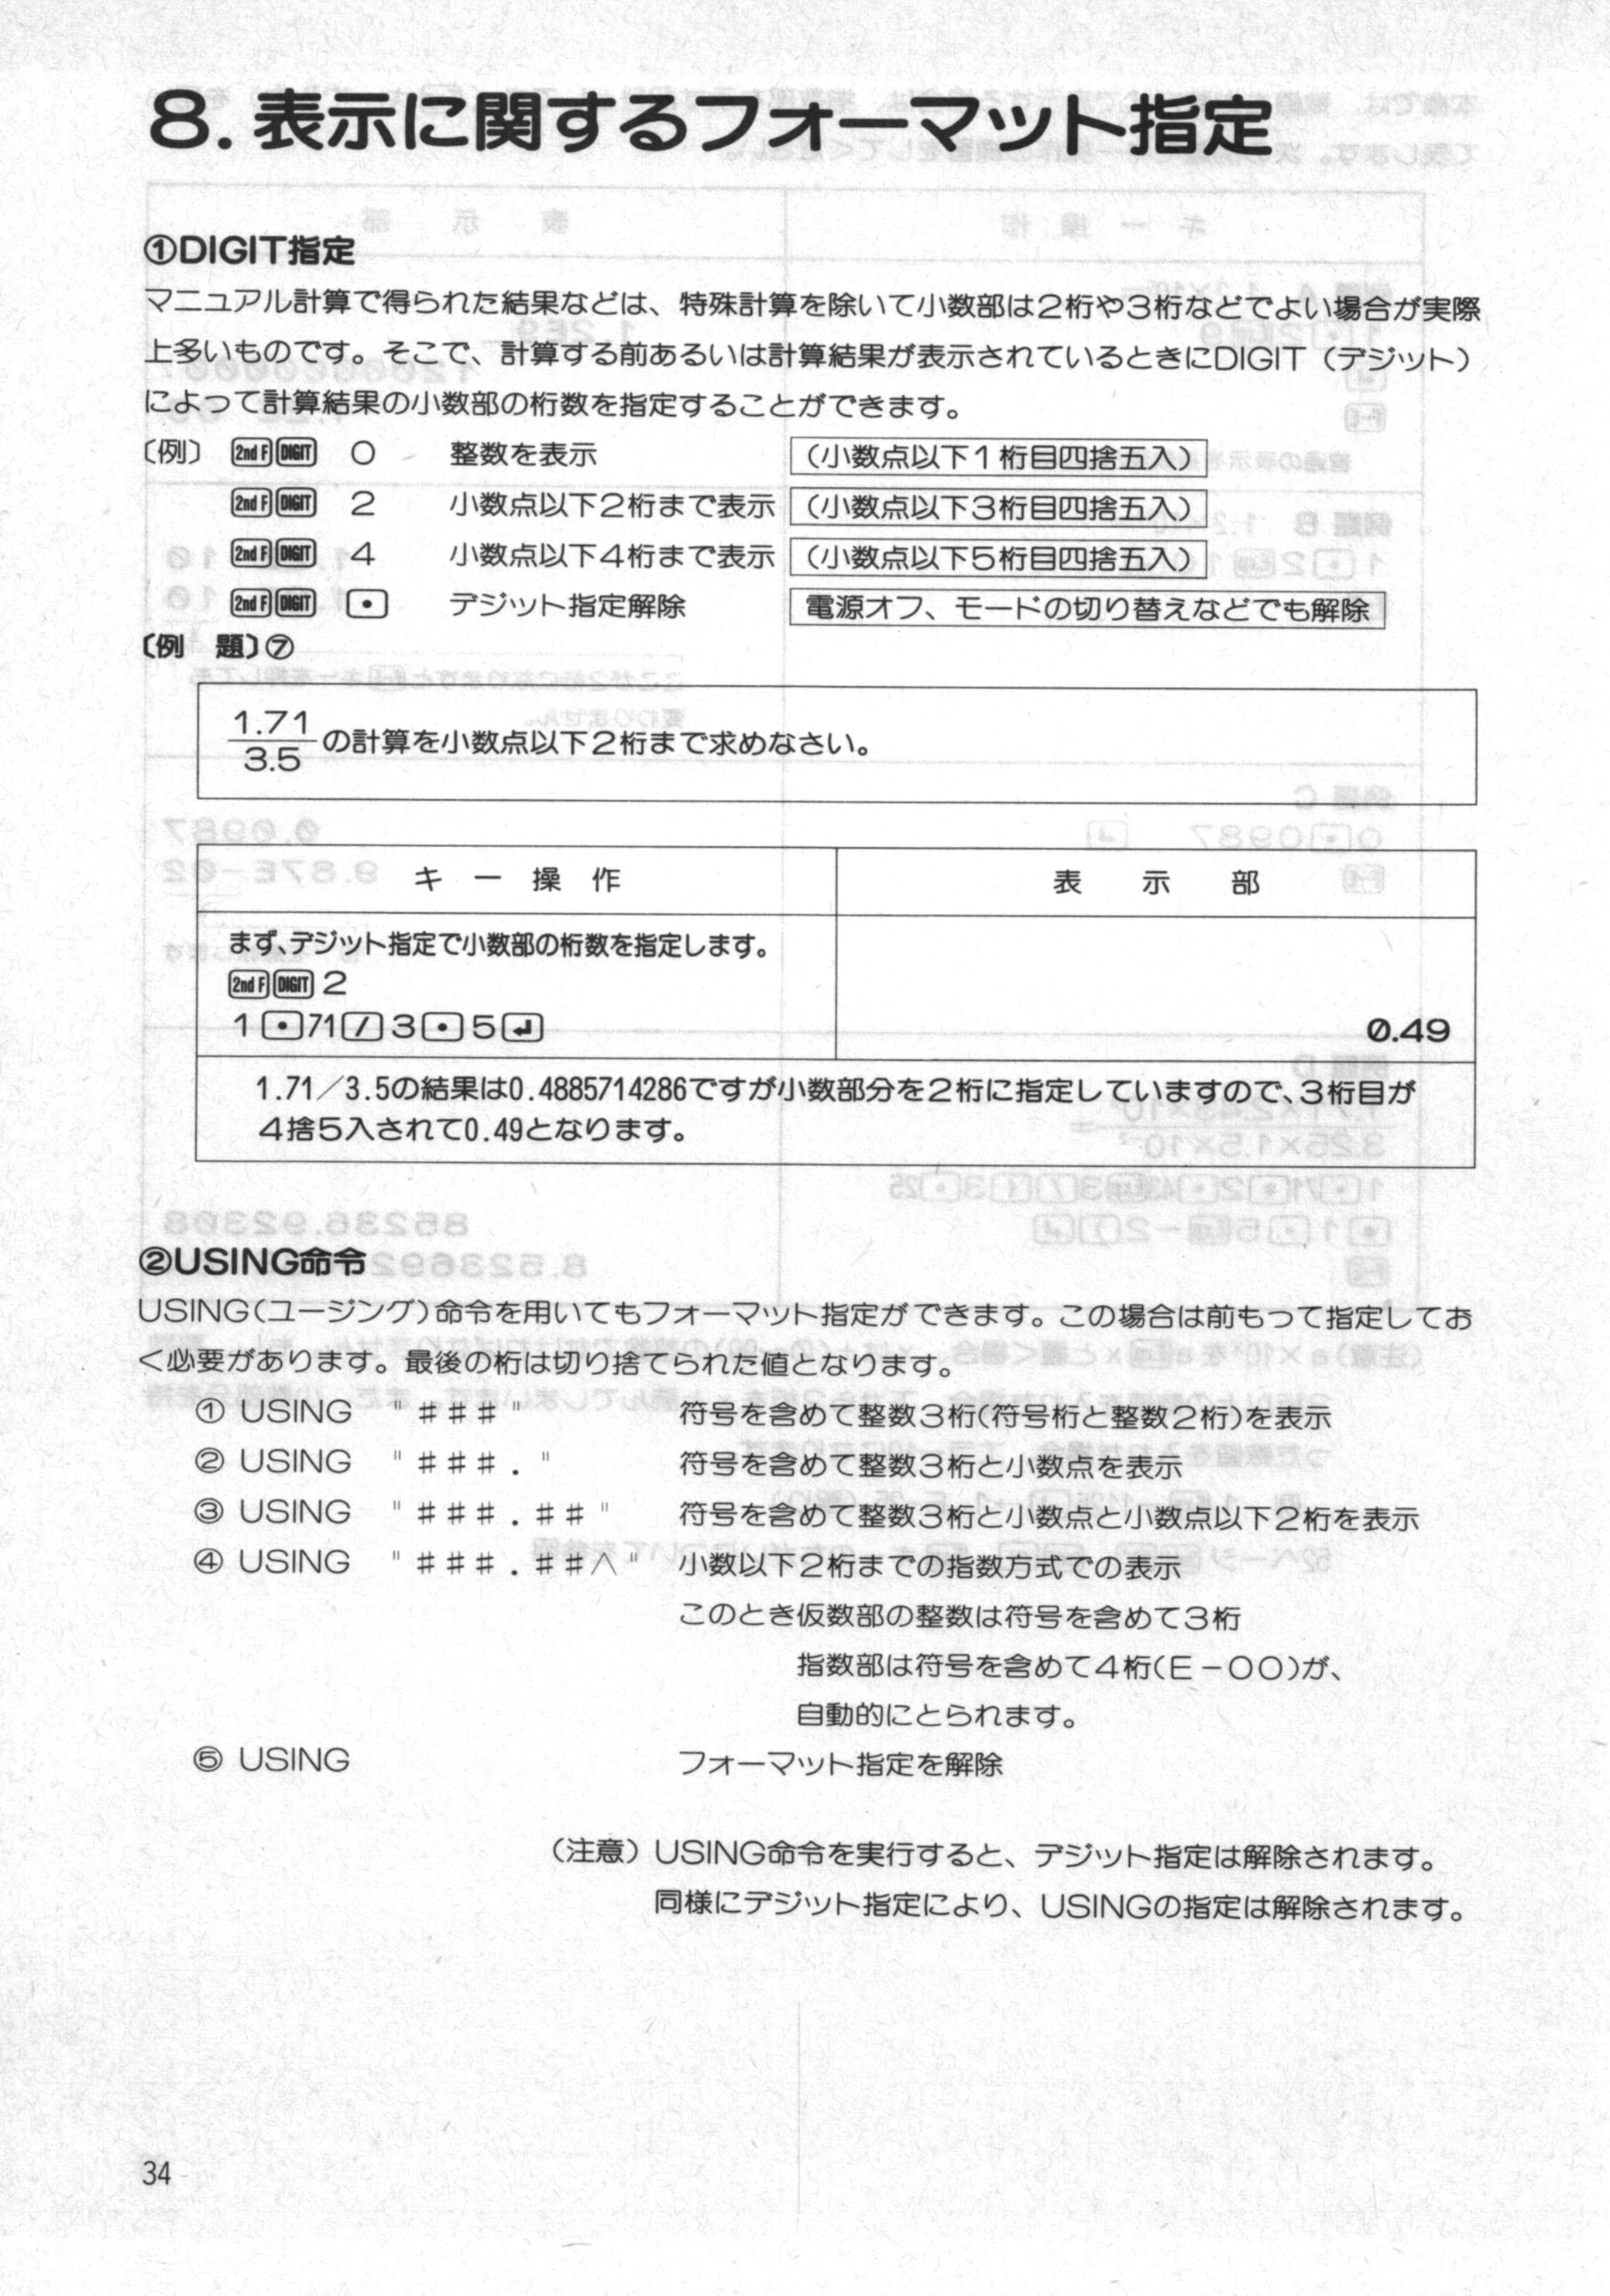 8. 表示に関するフォーマット指定
①DIGIT指定
マニュアル計算で得られた結果などは、特殊計算を除いて小数部は2桁や3桁などでよい場合が実際
上多いものです。そこで、計算する前あるいは計算結果が表示されているときにDIGIT（デジット）
によって計算結果の小数部の桁数を指定することができます。
〔例〕 2nd F DIGIT 0 整数を表示 （小数点以下1桁目四捨五入）
2nd F DIGIT 2 小数点以下2桁まで表示 （小数点以下3桁目四捨五入）
2nd F DIGIT 4 小数点以下4桁まで表示 （小数点以下5桁目四捨五入）
2nd F DIGIT ・ デジット指定解除 電源オフ、モードの切り替えなどでも解除
〔例 題〕⑦
1.71
3.5
の計算を小数点以下2桁まで求めなさい。
キ ー 操 作 表 示 部
まず、デジット指定で小数部の桁数を指定します。
2nd F DIGIT 2
1 ・ 71 / 3 ・ 5 ↵ 0.49
1.71／3.5の結果は0.4885714286ですが小数部分を2桁に指定していますので、3桁目が
4捨5入されて0.49となります。
②USING命令
USING(ユージング)命令を用いてもフォーマット指定ができます。この場合は前もって指定してお
く必要があります。最後の桁は切り捨てられた値となります。
① USING "###" 符号を含めて整数3桁(符号桁と整数2桁)を表示
② USING "###." 符号を含めて整数3桁と小数点を表示
③ USING "###.##" 符号を含めて整数3桁と小数点と小数点以下2桁を表示
④ USING "###.##∧" 小数以下2桁までの指数方式での表示
このとき仮数部の整数は符号を含めて3桁
指数部は符号を含めて4桁(E－００)が、
自動的にとられます。
⑤ USING フォーマット指定を解除
（注意）USING命令を実行すると、デジット指定は解除されます。
同様にデジット指定により、USINGの指定は解除されます。
34